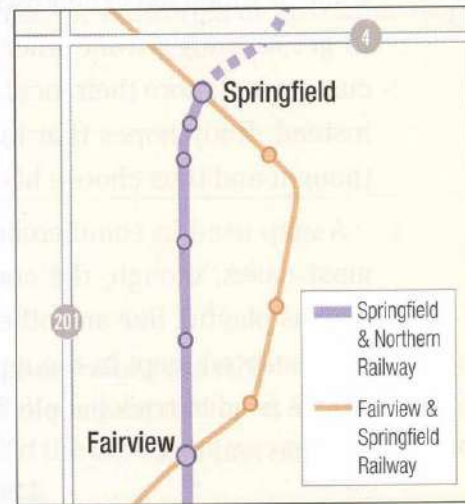 4
Springfield
201
Springfield
& Northern
Railway
Fairview &
Springfield
Railway
Fairview